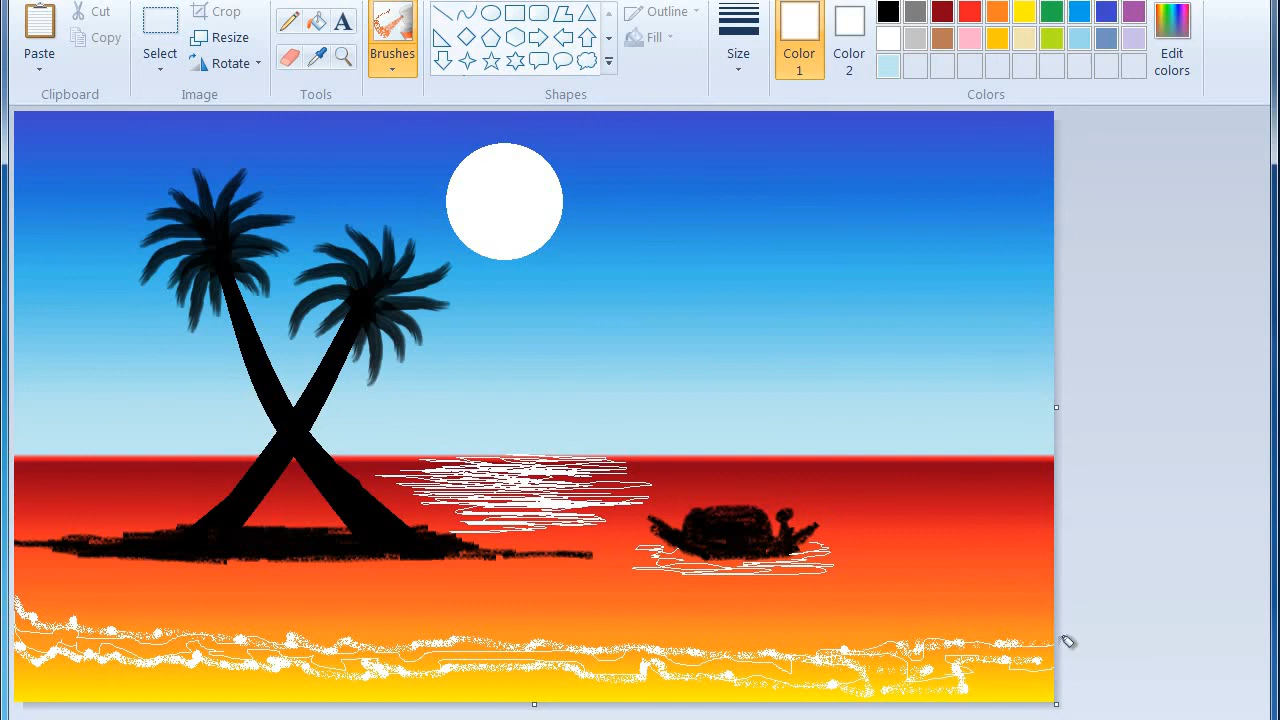 Cut
Copy
Paste
Clipboard
Crop
Resize
Rotate
Select
Image
A
Tools
Brushes
Outline
Fill
Shapes
Size
Color
1
Color
2
Edit
colors
Colors